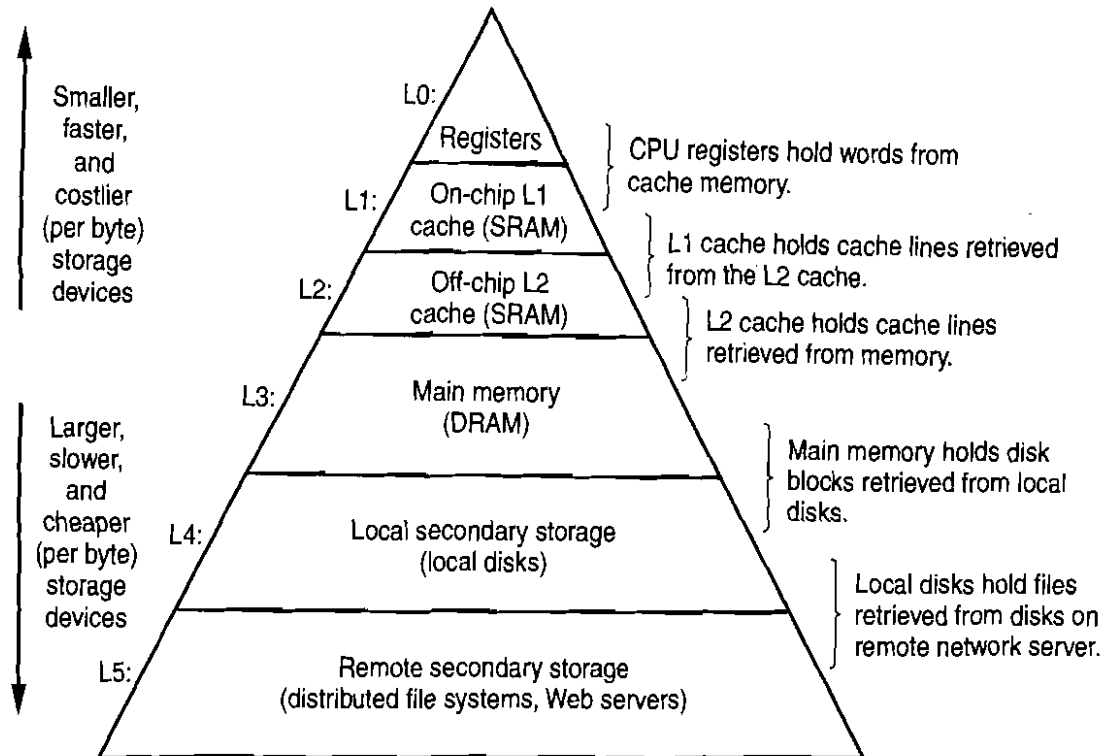 Smaller,
faster,
and
costlier
(per byte)
storage
devices
Larger,
slower,
and
cheaper
(per byte)
storage
devices
L0:
Registers
CPU registers hold words from
cache memory.
L1:
On-chip L1
cache (SRAM)
L1 cache holds cache lines retrieved
from the L2 cache.
L2:
Off-chip L2
cache (SRAM)
L2 cache holds cache lines
retrieved from memory.
L3:
Main memory
(DRAM)
Main memory holds disk
blocks retrieved from local
disks.
L4:
Local secondary storage
(local disks)
Local disks hold files
retrieved from disks on
remote network server.
L5:
Remote secondary storage
(distributed file systems, Web servers)